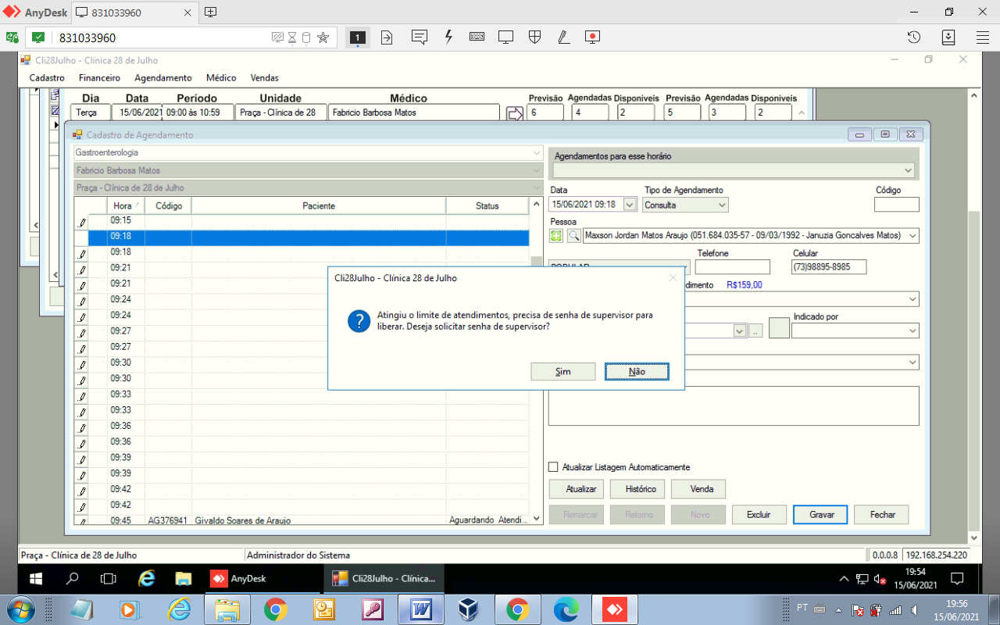 AnyDesk 831033960
831033960 1
Cli28Julho - Clínica 28 de Julho
Cadastro Financeiro Agendamento Médico Vendas
Dia Data Período Unidade Médico Previsão Agendadas Disponíveis Previsão Agendadas Disponíveis
Terça 15/06/2021 09:00 às 10:59 Praça - Clínica de 28 Fabricio Barbosa Matos 6 4 2 5 3 2
Cadastro de Agendamento
Gastroenterologia
Fabricio Barbosa Matos
Praça - Clínica de 28 de Julho
Hora Código Paciente Status
09:15
09:18
09:18
09:21
09:21
09:24
09:24
09:27
09:27
09:30
09:30
09:33
09:33
09:36
09:36
09:39
09:39
09:42
09:42
09:45 AG376941 Givaldo Soares de Araujo Aguardando Atendi...
Agendamentos para esse horário
Data Tipo de Agendamento Código
15/06/2021 09:18 Consulta
Pessoa
Maxson Jordan Matos Araujo (051.684.035-57 - 09/03/1992 - Januzia Goncalves Matos)
Telefone Celular
POPULAR (73)98895-8985
dimento R$159,00
Indicado por
..
Cli28Julho - Clínica 28 de Julho
Atingiu o limite de atendimentos, precisa de senha de supervisor para
liberar. Deseja solicitar senha de supervisor?
Sim Não
Atualizar Listagem Automaticamente
Atualizar Histórico Venda
Remarcar Retorno Novo Excluir Gravar Fechar
Praça - Clínica de 28 de Julho Administrador do Sistema 0.0.0.8 192.168.254.220
AnyDesk Cli28Julho - Clínica... 19:54
15/06/2021
PT 19:56
15/06/2021